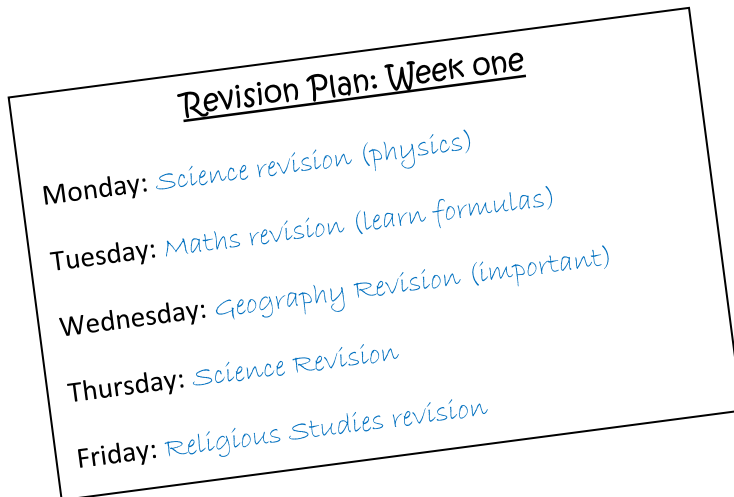 Revision Plan: Week one
Monday: Science revision (physics)
Tuesday: Maths revision (learn formulas)
Wednesday: Geography Revision (important)
Thursday: Science Revision
Friday: Religious Studies revision